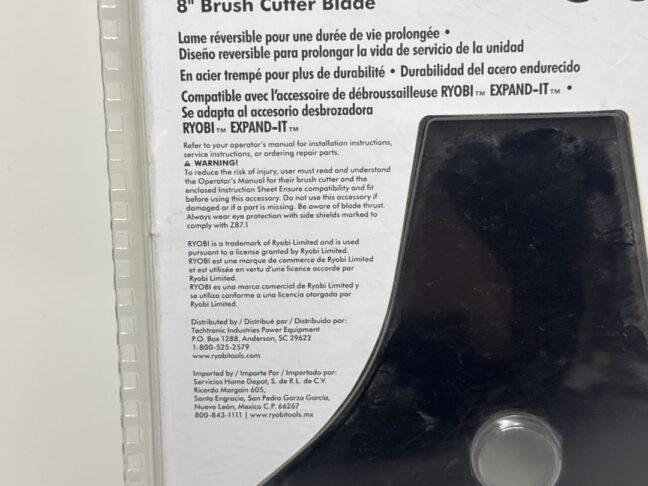 8" Brush Cutter Blade
Lame réversible pour une durée de vie prolongée •
Diseño reversible para prolongar la vida de servicio de la unidad
En acier trempé pour plus de durabilité • Durabilidad del acero endurecido
Compatible avec l'accessoire de débroussailleuse RYOBI™ EXPAND-IT™ •
Se adapta al acesorio desbrozadora
RYOBI™ EXPAND-IT™
Refer to your operator's manual for installation instructions,
service instructions, or ordering repair parts.
⚠ WARNING!
To reduce the risk of injury, user must read and understand
the Operator's Manual for their brush cutter and the
enclosed Instruction Sheet Ensure compatibility and fit
before using this accessory. Do not use this accessory if
damaged or if a part is missing. Be aware of blade thrust.
Always wear eye protection with side shields marked to
comply with Z87.1
RYOBI is a trademark of Ryobi Limited and is used
pursuant to a license granted by Ryobi Limited.
RYOBI est une marque de commerce de Ryobi Limited
et est utilisée en vertu d'une licence accorde par
Ryobi Limited.
RYOBI es una marca comercial de Ryobi Limited y
se utiliza conforme a una licencia otorgada por
Ryobi Limited.
Distributed by / Distribué par / Distribuido por:
Techtronic Industries Power Equipment
P.O. Box 1288, Anderson, SC 29622
1-800-525-2579
www.ryobitools.com
Imported by / Importe Par / Importado por:
Servicios Home Depot, S. de R.L. de C.V.
Ricardo Margain 605,
Santa Engracia, San Pedro Garza García,
Nuevo León, Mexico C.P. 66267
800-843-1111 | www.ryobitools.mx